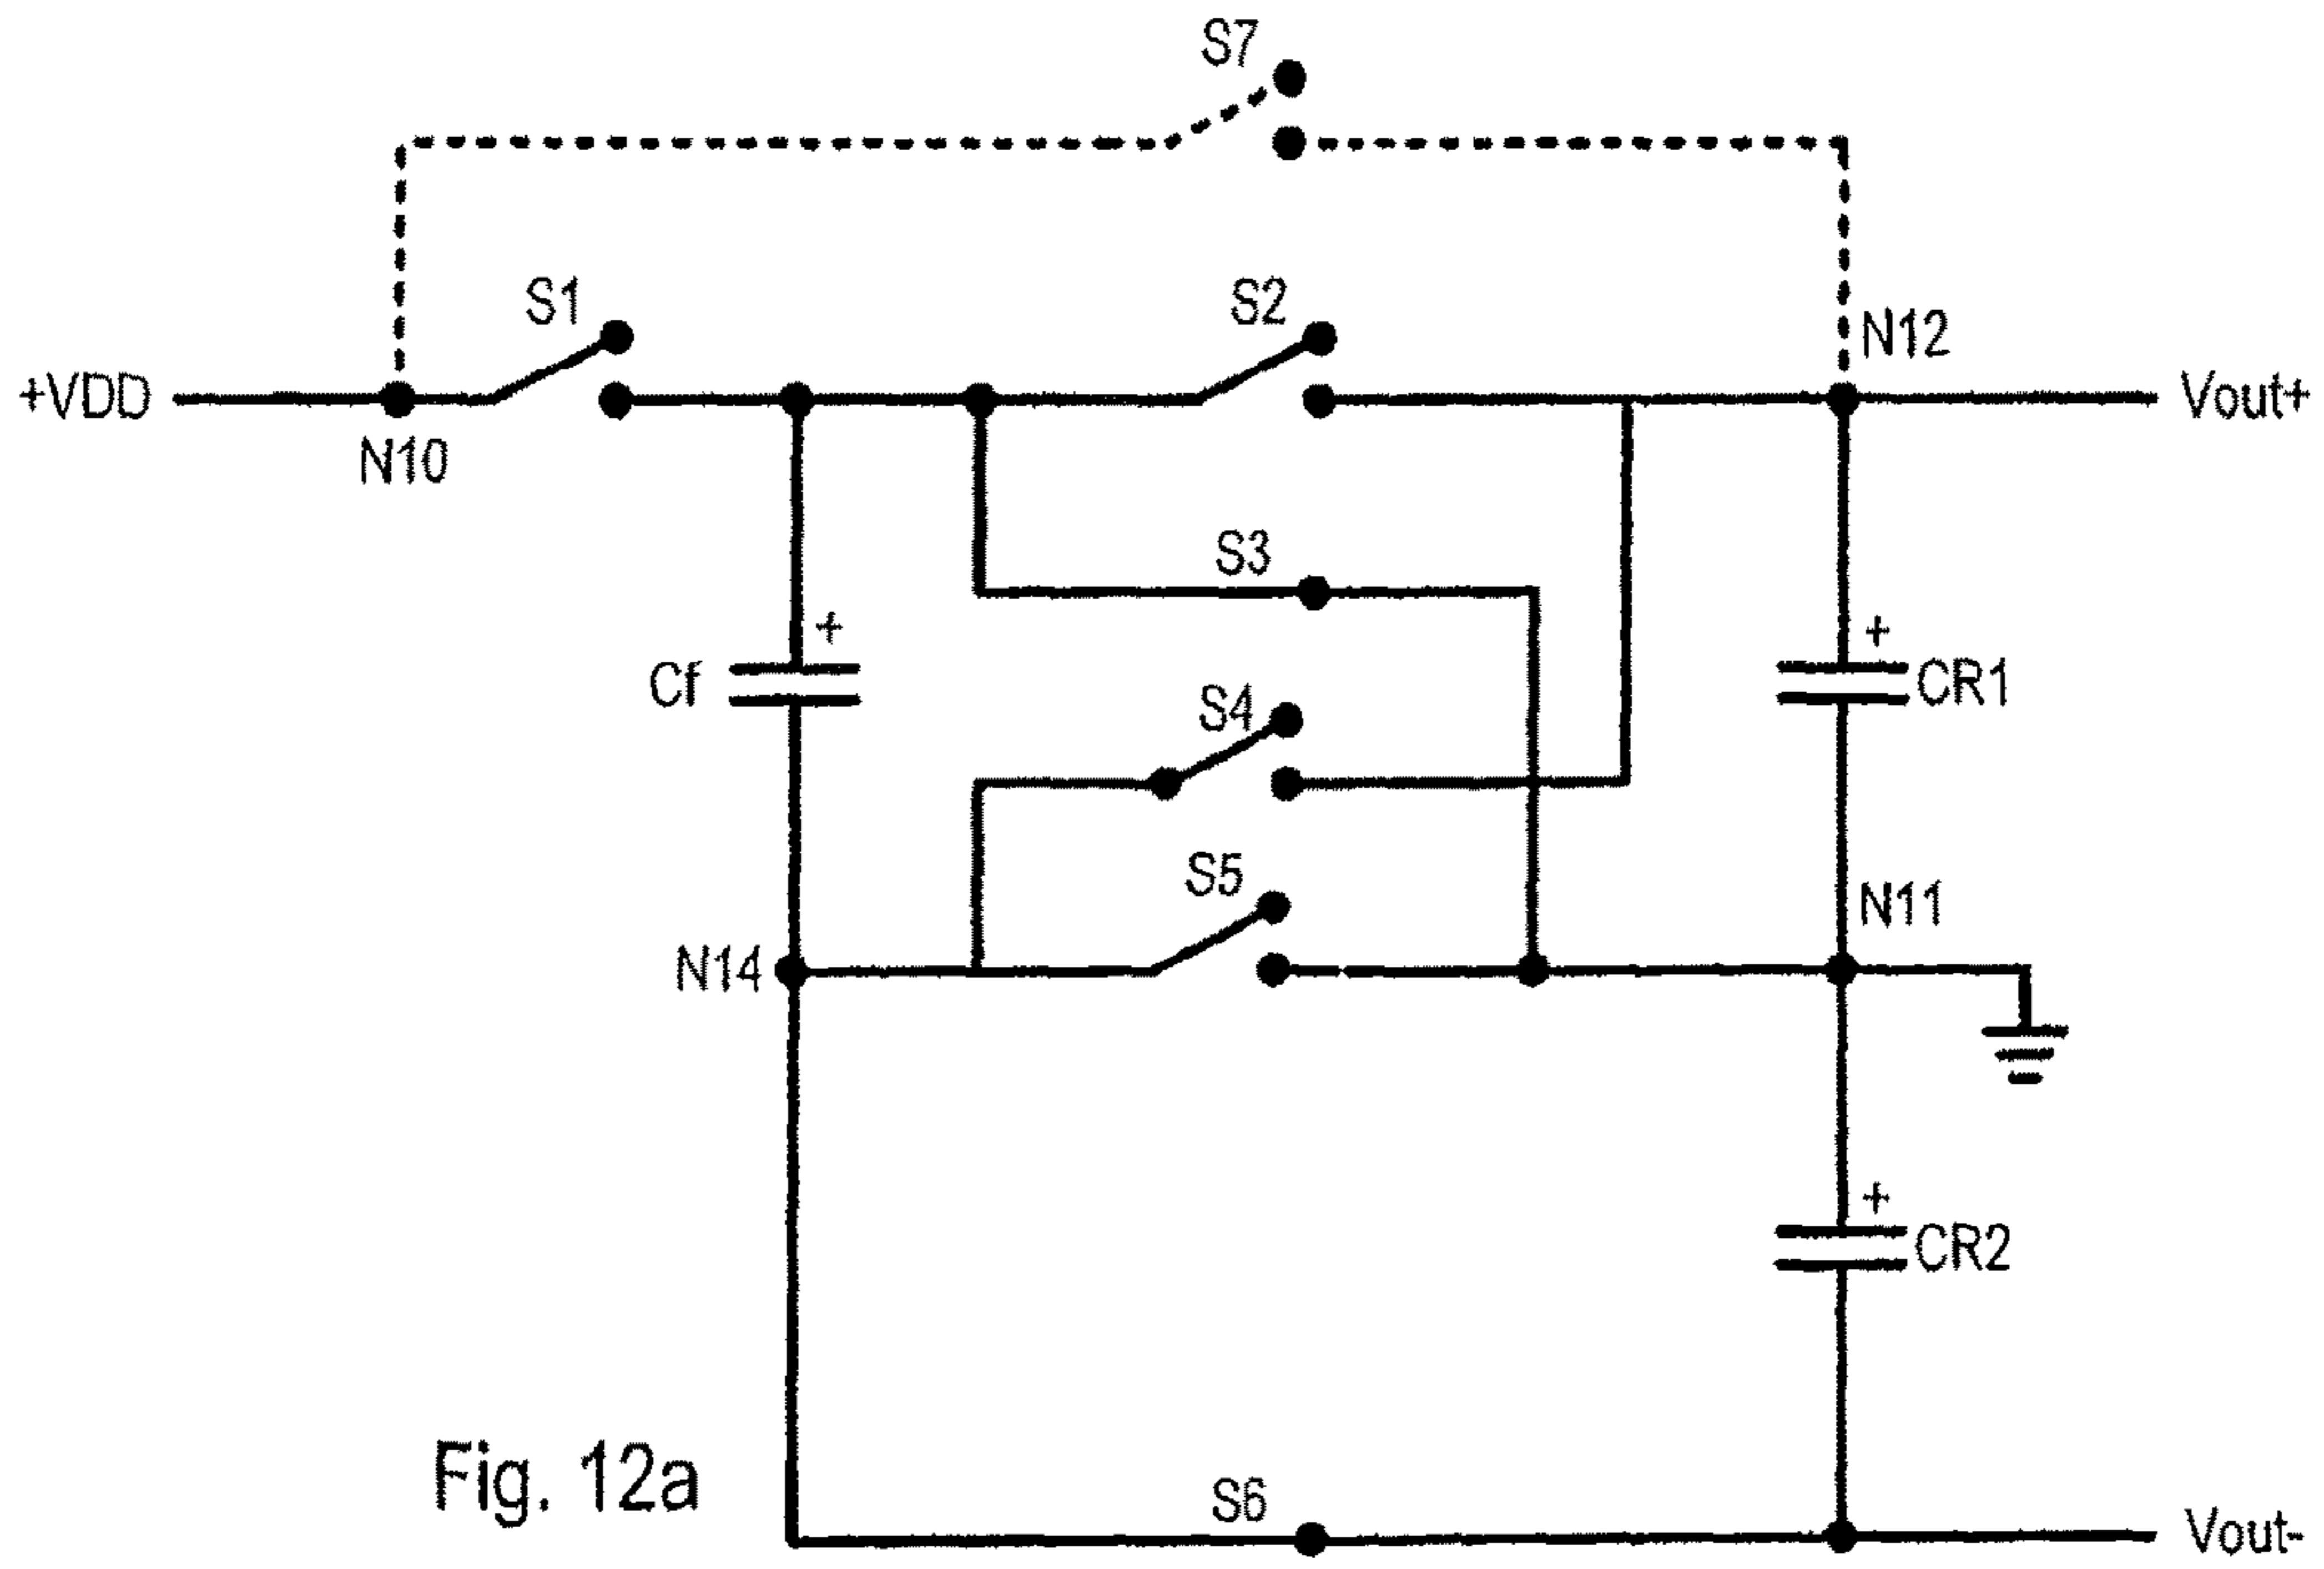 S7
S1
S2
N12
+VDD
Vout+
N10
S3
+
+
Cf
S4
CR1
S5
N11
N14
+
CR2
Fig. 12a
S6
Vout-